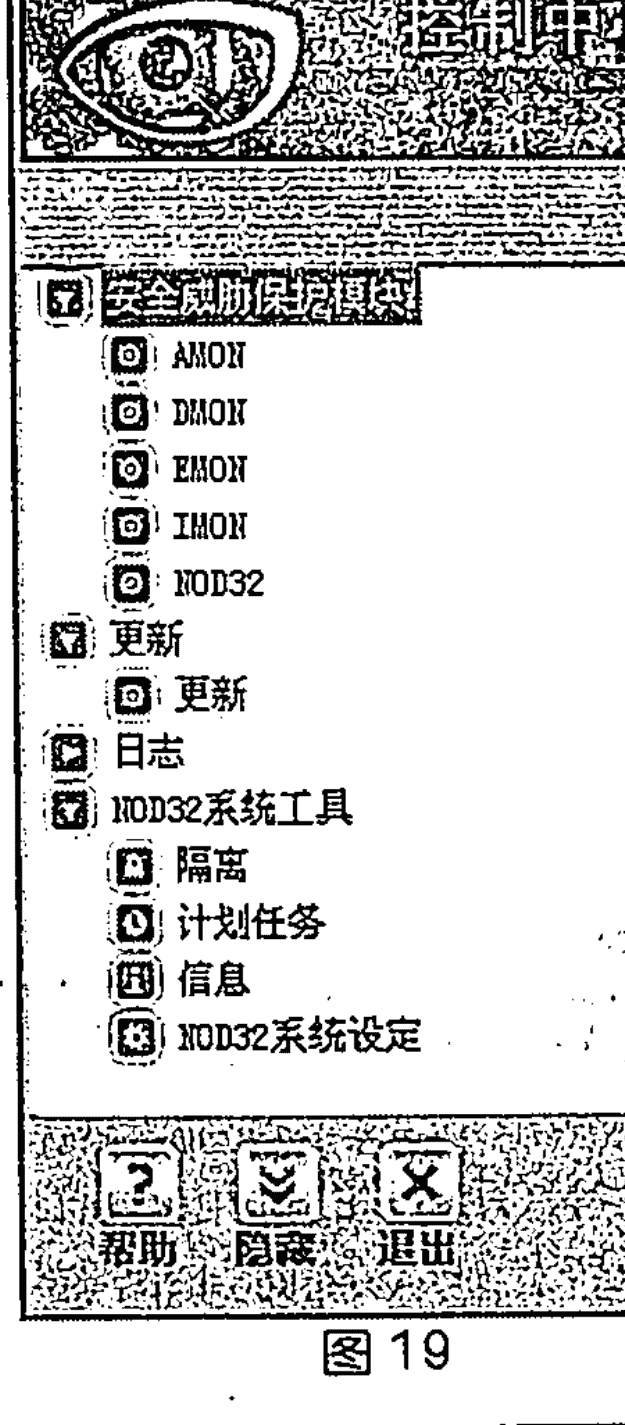 控制中
安全威胁保护模块
AMON
DMON
EMON
IMON
NOD32
更新
更新
日志
NOD32系统工具
隔离
计划任务
信息
NOD32系统设定
帮助 隐藏 退出
图 19